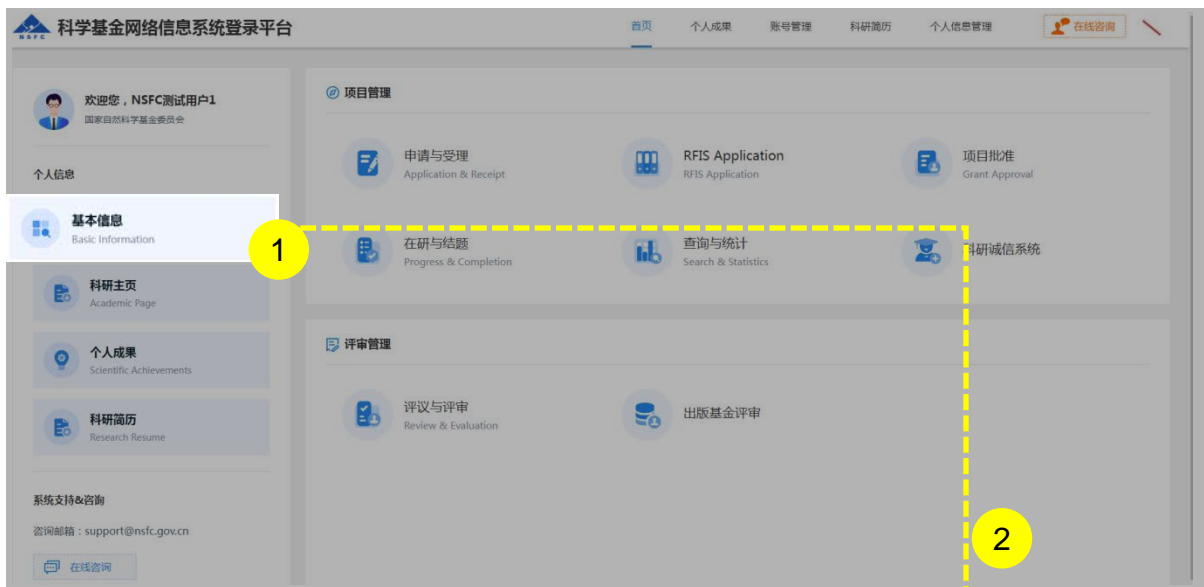 NSFC
科学基金网络信息系统登录平台
首页 个人成果 账号管理 科研简历 个人信息管理 在线咨询
欢迎您，NSFC测试用户1
国家自然科学基金委员会
个人信息
基本信息
Basic Information
科研主页
Academic Page
个人成果
Scientific Achievements
科研简历
Research Resume
系统支持&咨询
咨询邮箱：support@nsfc.gov.cn
在线咨询
项目管理
申请与受理
Application & Receipt
RFIS Application
RFIS Application
项目批准
Grant Approval
在研与结题
Progress & Completion
查询与统计
Search & Statistics
科研诚信系统
评审管理
评议与评审
Review & Evaluation
出版基金评审
1
2